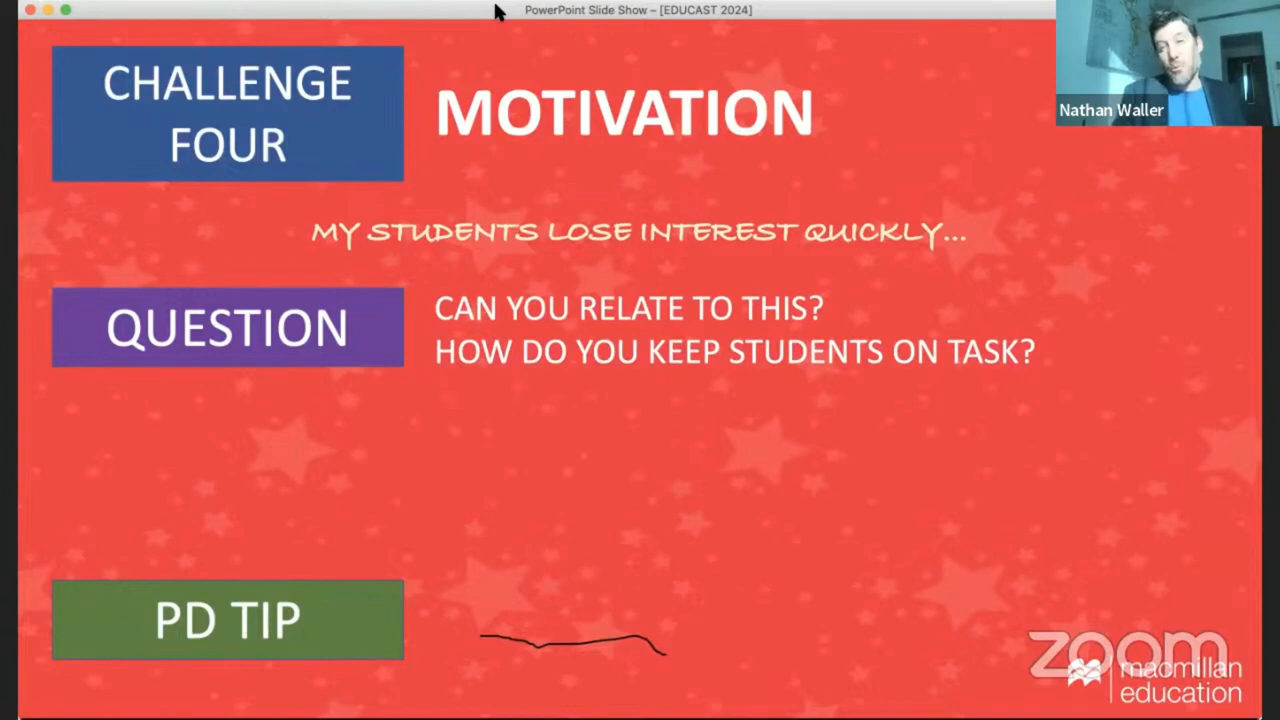 PowerPoint Slide Show – [EDUCAST 2024]
CHALLENGE
FOUR
MOTIVATION
Nathan Waller
MY STUDENTS LOSE INTEREST QUICKLY...
QUESTION
CAN YOU RELATE TO THIS?
HOW DO YOU KEEP STUDENTS ON TASK?
PD TIP
zoom
macmillan
education